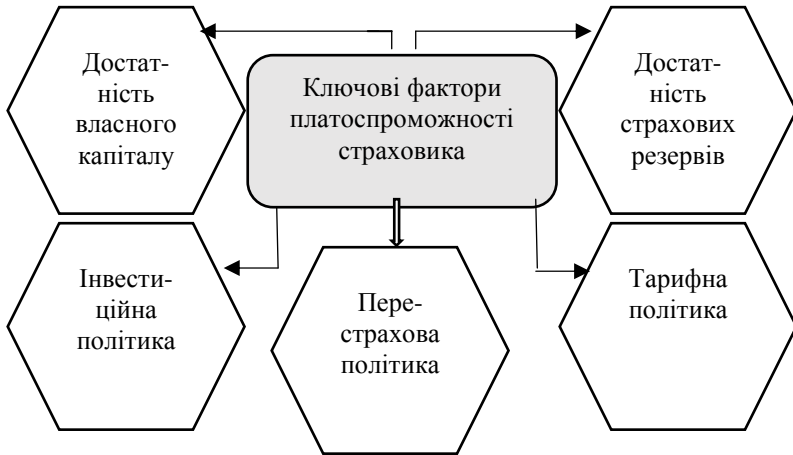 Достат-
ність
власного
капіталу
Ключові фактори
платоспроможності
страховика
Достат-
ність
страхових
резервів
Інвести-
ційна
політика
Пере-
страхова
політика
Тарифна
політика